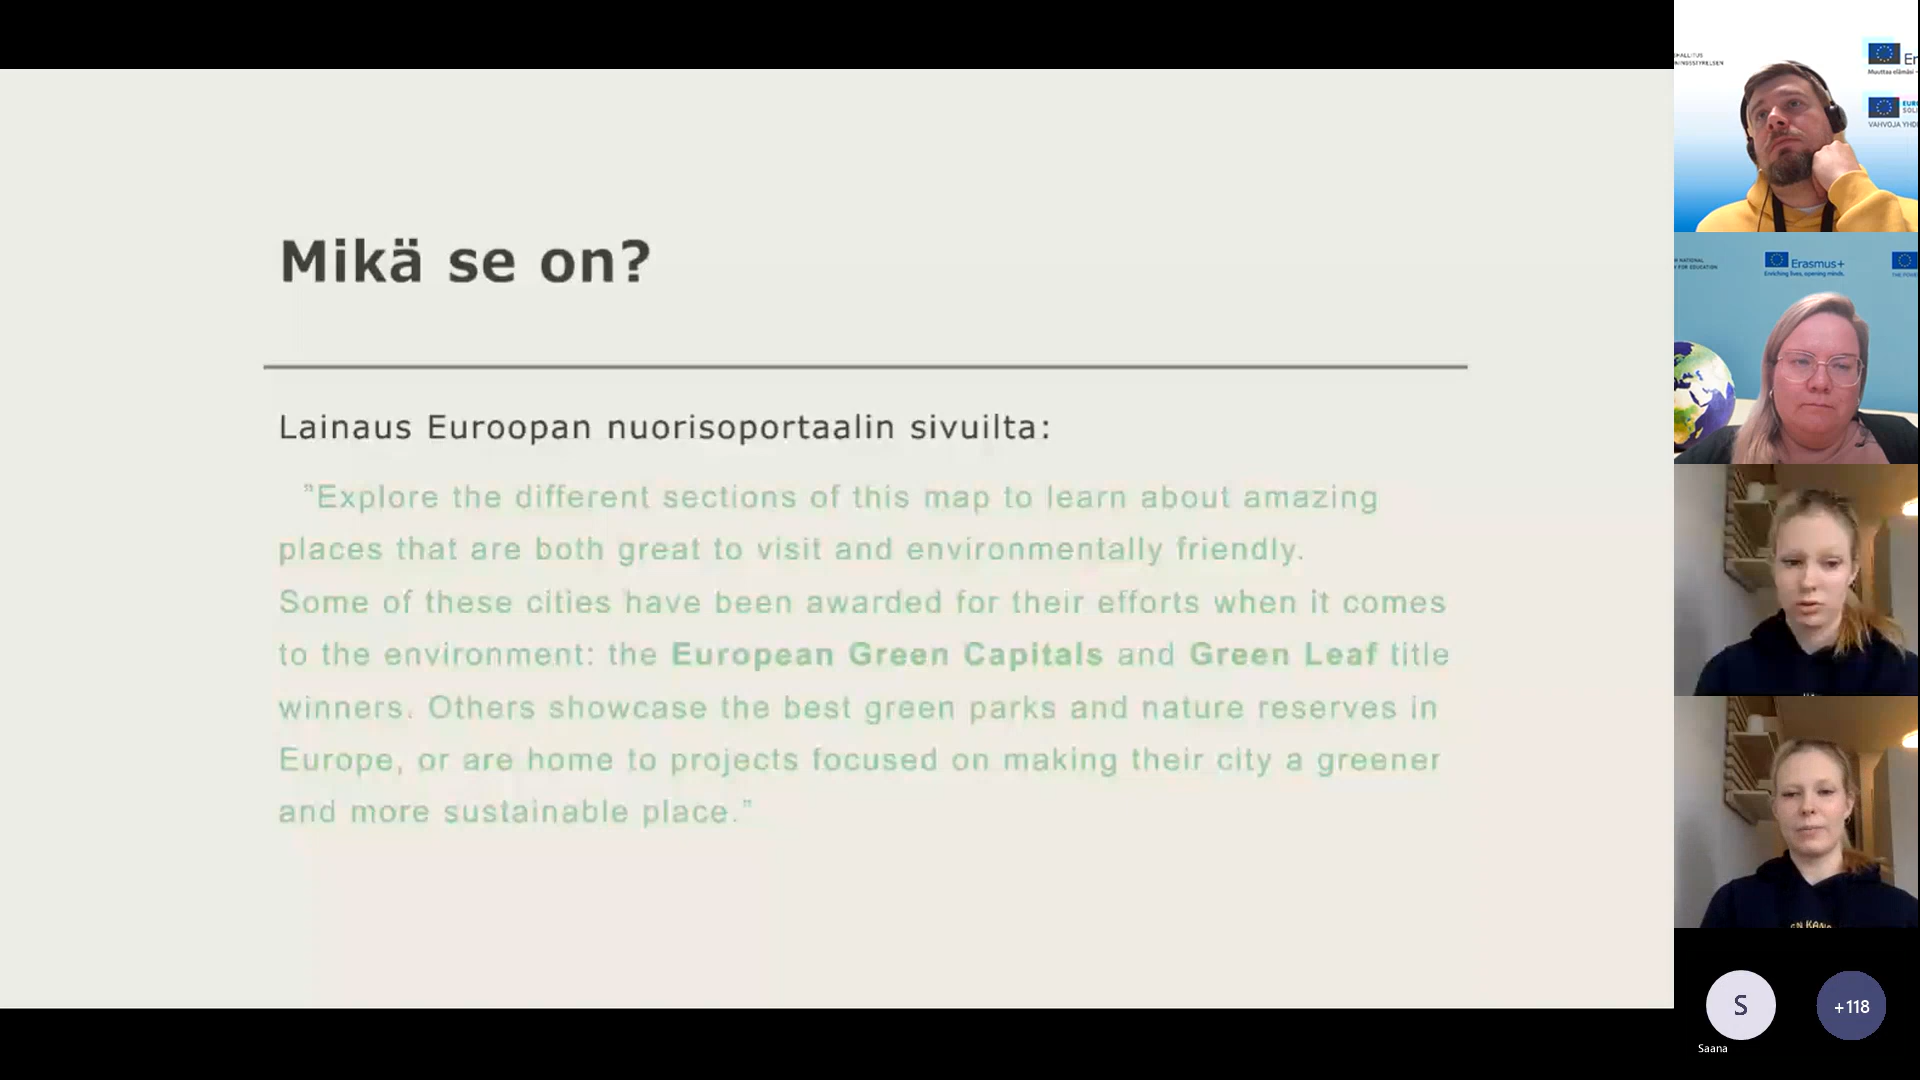 Mikä se on?
Lainaus Euroopan nuorisoportaalin sivuilta:
"Explore the different sections of this map to learn about amazing
places that are both great to visit and environmentally friendly.
Some of these cities have been awarded for their efforts when it comes
to the environment: the European Green Capitals and Green Leaf title
winners. Others showcase the best green parks and nature reserves in
Europe, or are home to projects focused on making their city a greener
and more sustainable place."
Muuttaa elämäsi
VAHVOJA YHD
Erasmus+
Enriching lives, opening minds.
S
+118
Saana